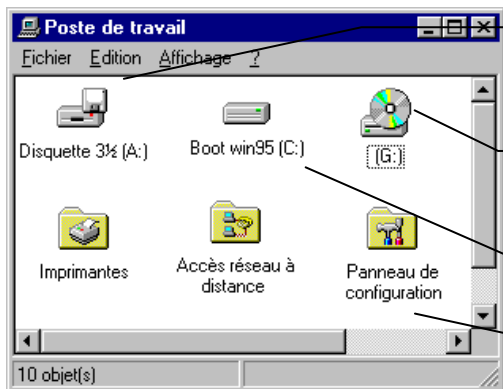 Poste de travail
Fichier Edition Affichage ?
Disquette 3½ (A:)
Boot win95 (C:)
(G:)
Imprimantes
Accès réseau à
distance
Panneau de
configuration
10 objet(s)